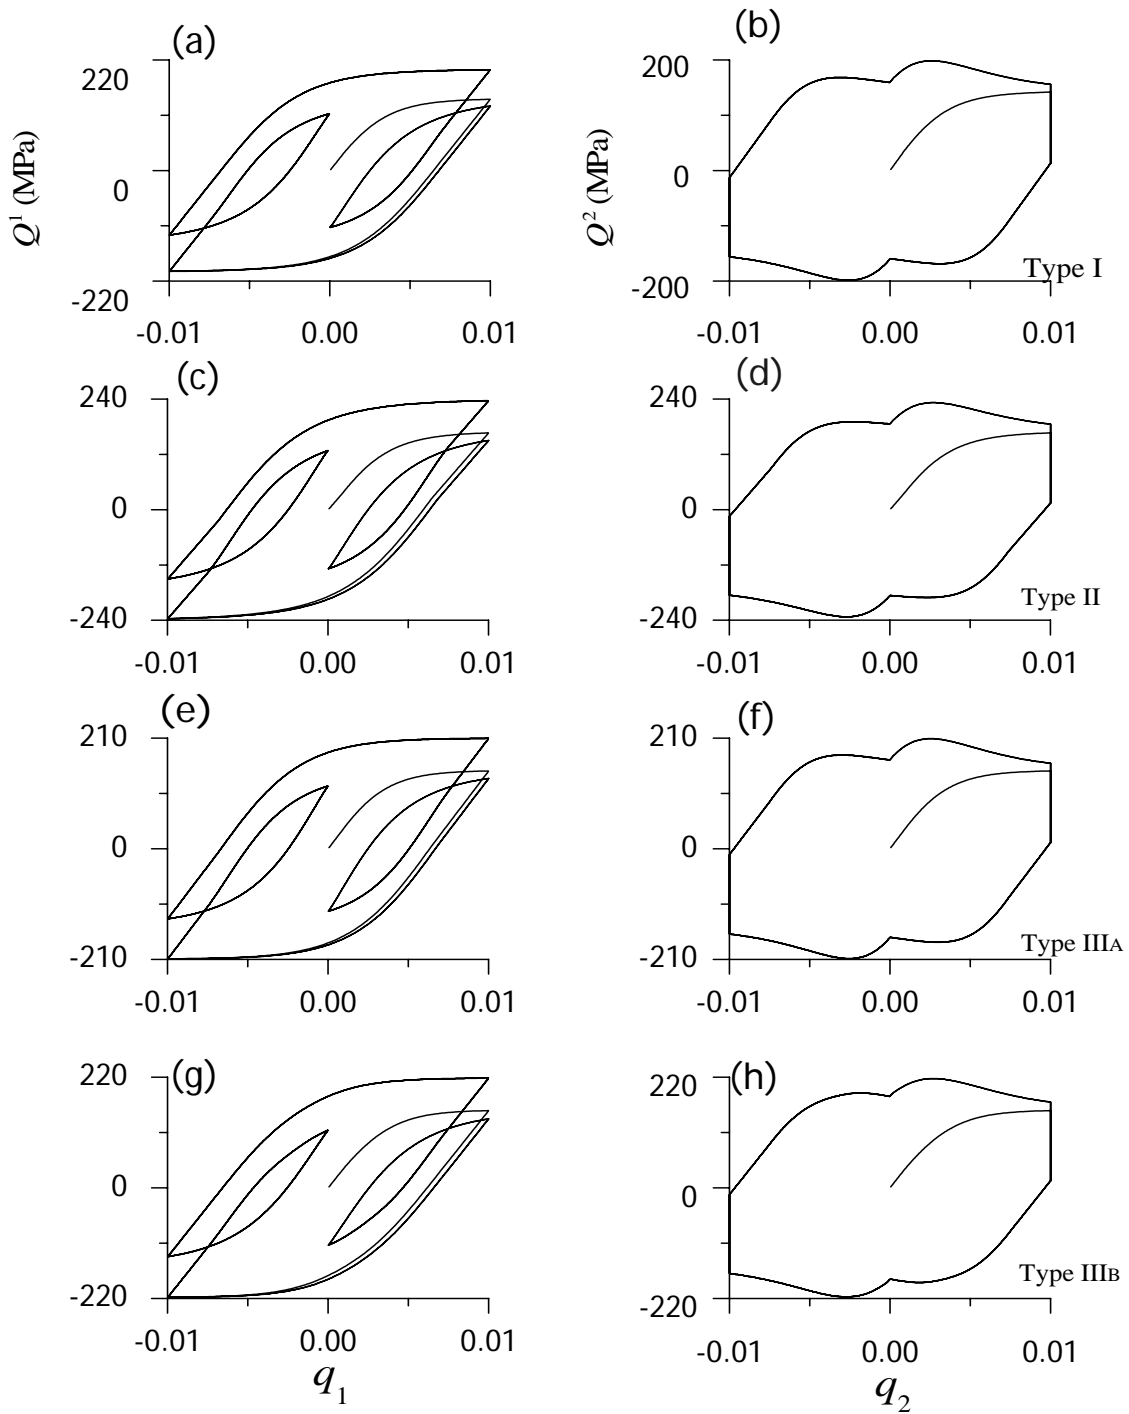 (a)
(b)
Q¹ (MPa)
220
0
-220
-0.01 0.00 0.01
Q² (MPa)
200
0
-200
-0.01 0.00 0.01
Type I
(c)
(d)
240
0
-240
-0.01 0.00 0.01
240
0
-240
-0.01 0.00 0.01
Type II
(e)
(f)
210
0
-210
-0.01 0.00 0.01
210
0
-210
-0.01 0.00 0.01
Type IIIA
(g)
(h)
220
0
-220
-0.01 0.00 0.01
q₁
220
0
-220
-0.01 0.00 0.01
Type IIIB
q₂